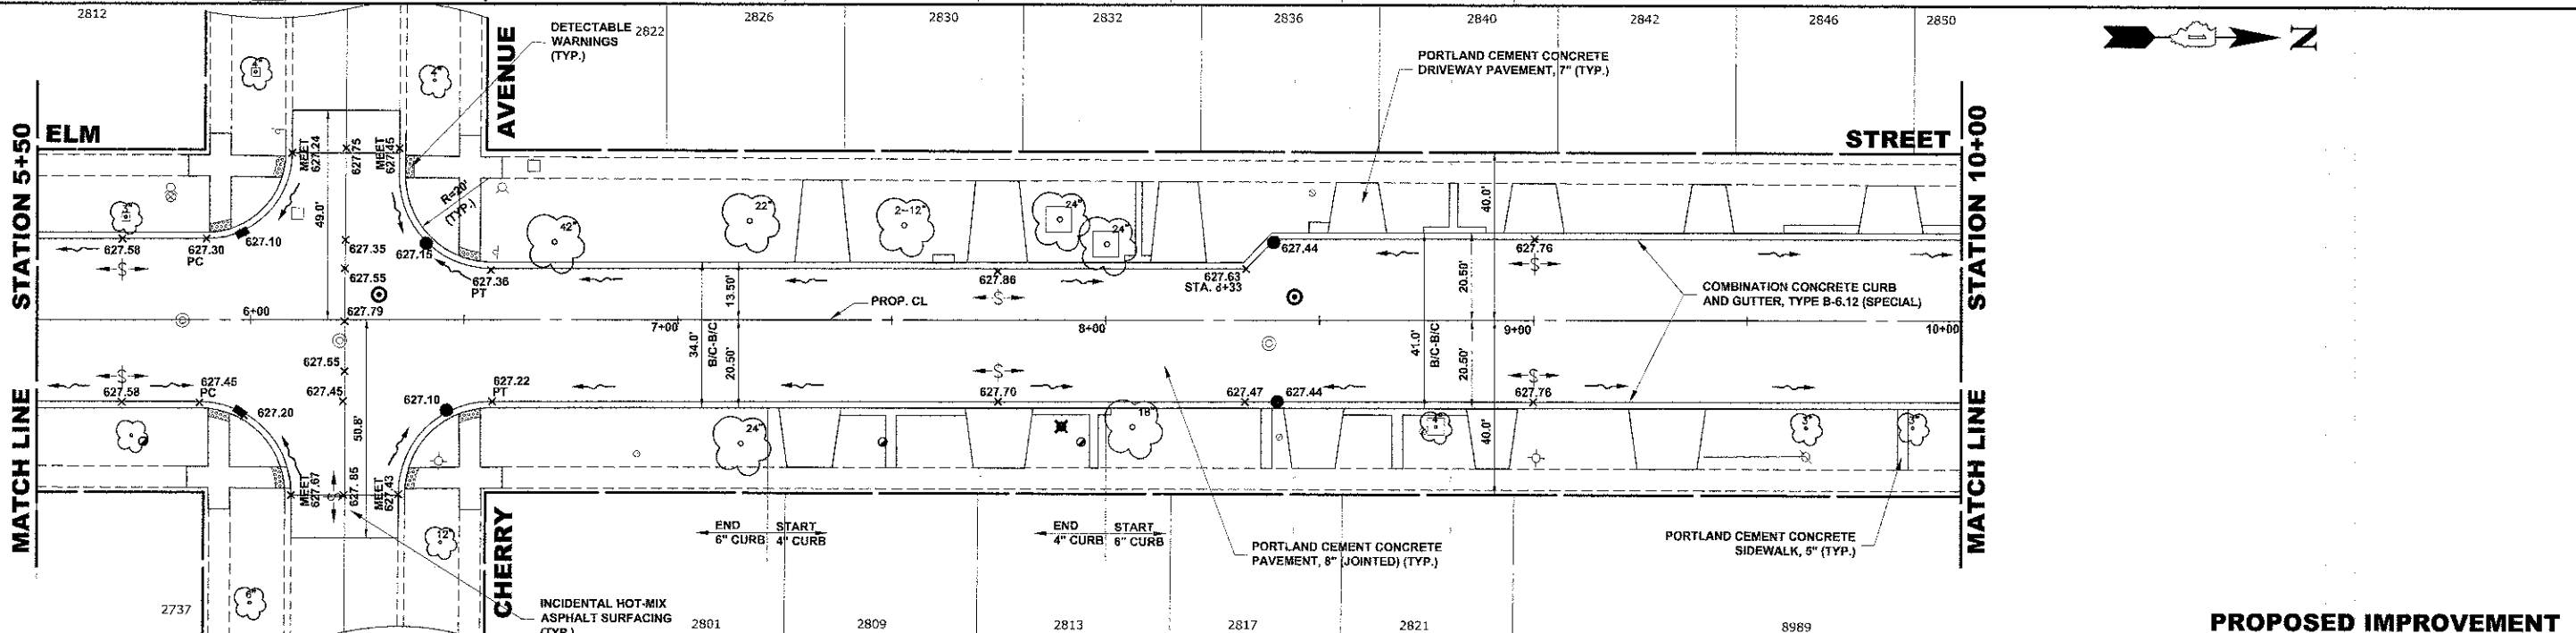 2812
2822
2826
2830
2832
2836
2840
2842
2846
2850
N
DETECTABLE
WARNINGS
(TYP.)
PORTLAND CEMENT CONCRETE
DRIVEWAY PAVEMENT, 7" (TYP.)
AVENUE
ELM
STREET
STATION 5+50
STATION 10+00
MEET
627.24
627.75
MEET
627.45
49.0'
R=20'
(TYP.)
42"
22"
2-12"
24"
24"
40.0'
627.58
627.30
PC
627.10
627.35
627.15
627.55
627.36
PT
627.86
627.63
STA. 8+33
627.44
627.76
13.50'
20.50'
COMBINATION CONCRETE CURB
AND GUTTER, TYPE B-6.12 (SPECIAL)
PROP. CL
6+00
627.79
7+00
8+00
9+00
10+00
34.0'
B/C-B/C
20.50'
41.0'
B/C-B/C
20.50'
627.55
627.58
627.45
PC
627.45
627.22
PT
627.70
627.47
627.44
627.76
627.20
627.10
50.8'
24"
18"
3"
3"
40.0'
MEET
627.67
627.85
MEET
627.43
12"
MATCH LINE
MATCH LINE
CHERRY
END
6" CURB
START
4" CURB
END
4" CURB
START
6" CURB
PORTLAND CEMENT CONCRETE
PAVEMENT, 8" (JOINTED) (TYP.)
PORTLAND CEMENT CONCRETE
SIDEWALK, 5" (TYP.)
INCIDENTAL HOT-MIX
ASPHALT SURFACING
(TYP.)
2737
2801
2809
2813
2817
2821
8989
PROPOSED IMPROVEMENT